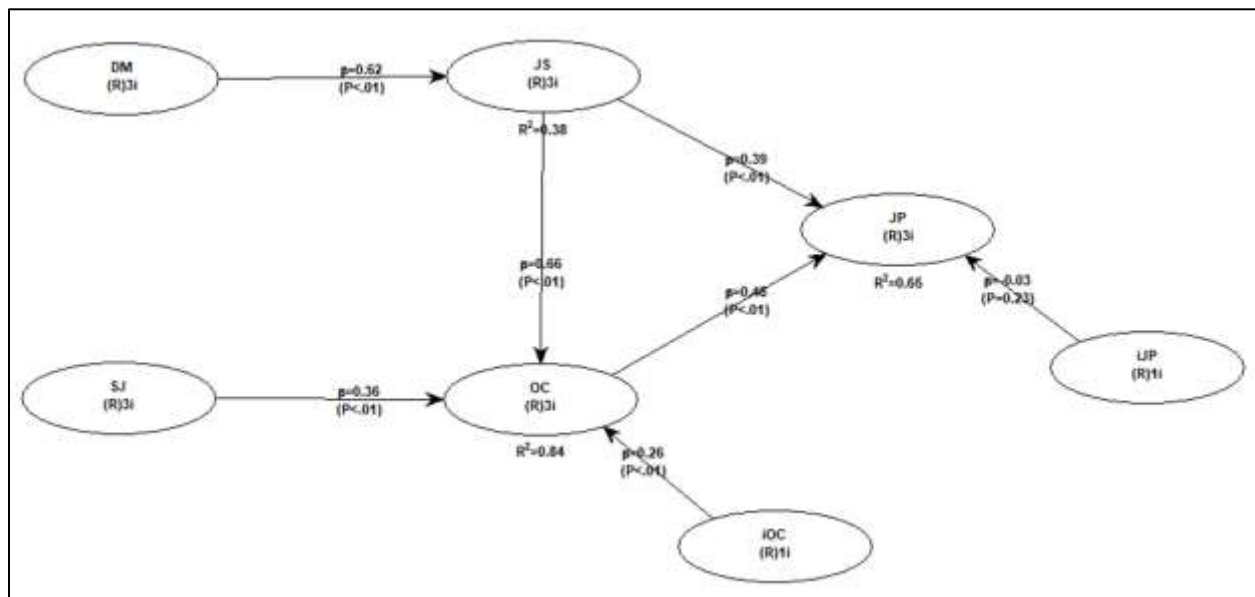 DM
(R)3i
β=0.62
(P<.01)
JS
(R)3i
R²=0.38
β=0.39
(P<.01)
JP
(R)3i
R²=0.66
β=0.66
(P<.01)
β=0.46
(P<.01)
β=-0.03
(P=0.23)
iJP
(R)1i
SJ
(R)3i
β=0.36
(P<.01)
OC
(R)3i
R²=0.84
β=0.26
(P<.01)
iOC
(R)1i